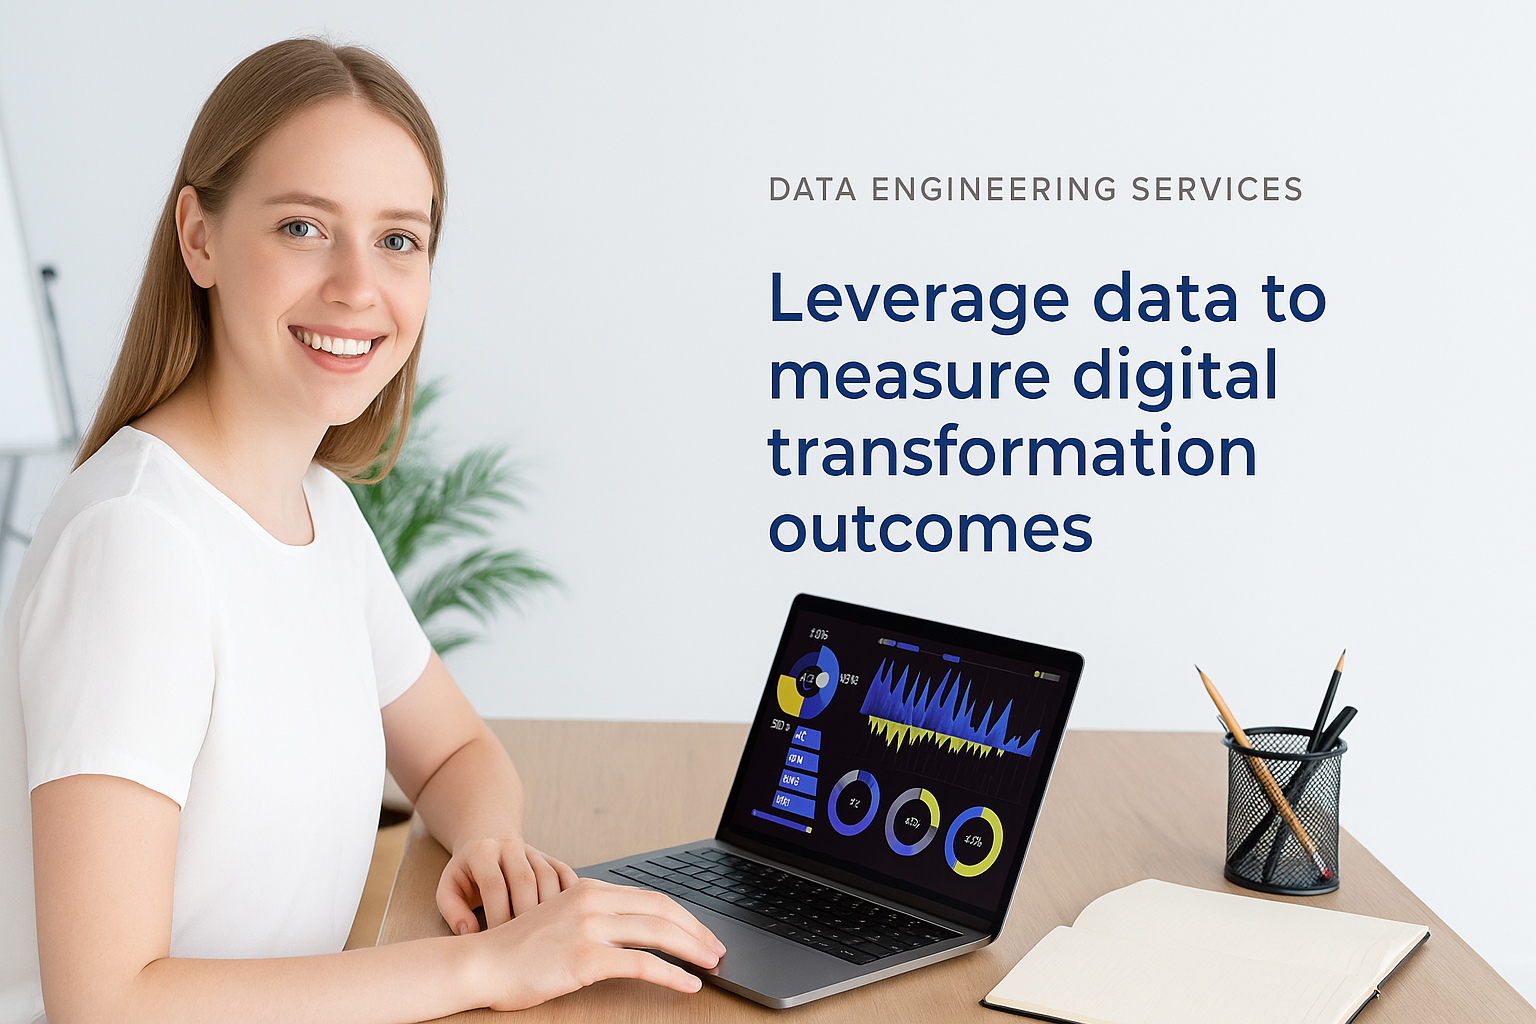 DATA ENGINEERING SERVICES
Leverage data to
measure digital
transformation
outcomes